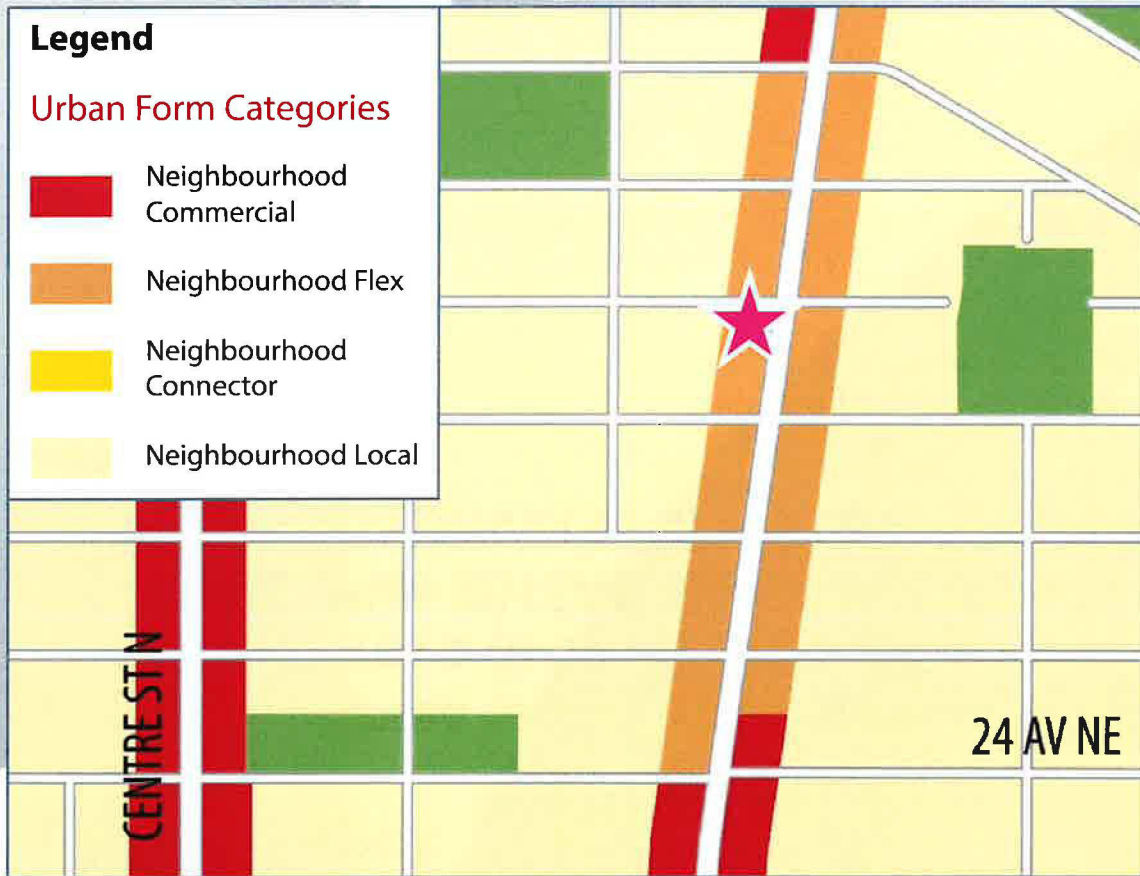 Legend
Urban Form Categories
Neighbourhood
Commercial
Neighbourhood Flex
Neighbourhood
Connector
Neighbourhood Local
CENTRE ST N
24 AV NE